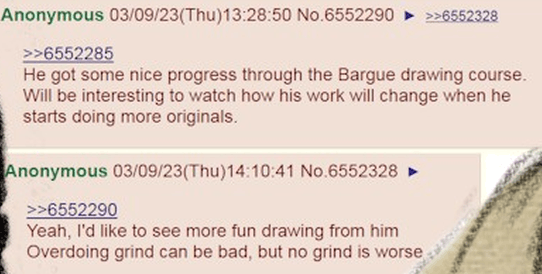 Anonymous 03/09/23(Thu)13:28:50 No.6552290 ► >>6552328
>>6552285
He got some nice progress through the Bargue drawing course.
Will be interesting to watch how his work will change when he
starts doing more originals.
Anonymous 03/09/23(Thu)14:10:41 No.6552328 ►
>>6552290
Yeah, I'd like to see more fun drawing from him
Overdoing grind can be bad, but no grind is worse